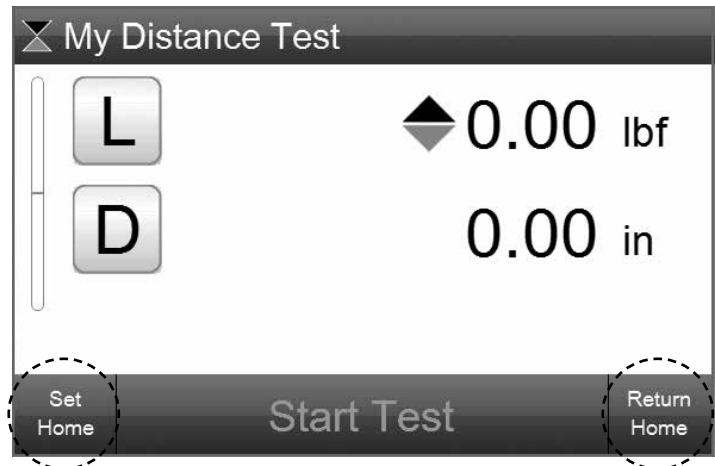 My Distance Test
L
0.00 lbf
D
0.00 in
Set
Home
Start Test
Return
Home